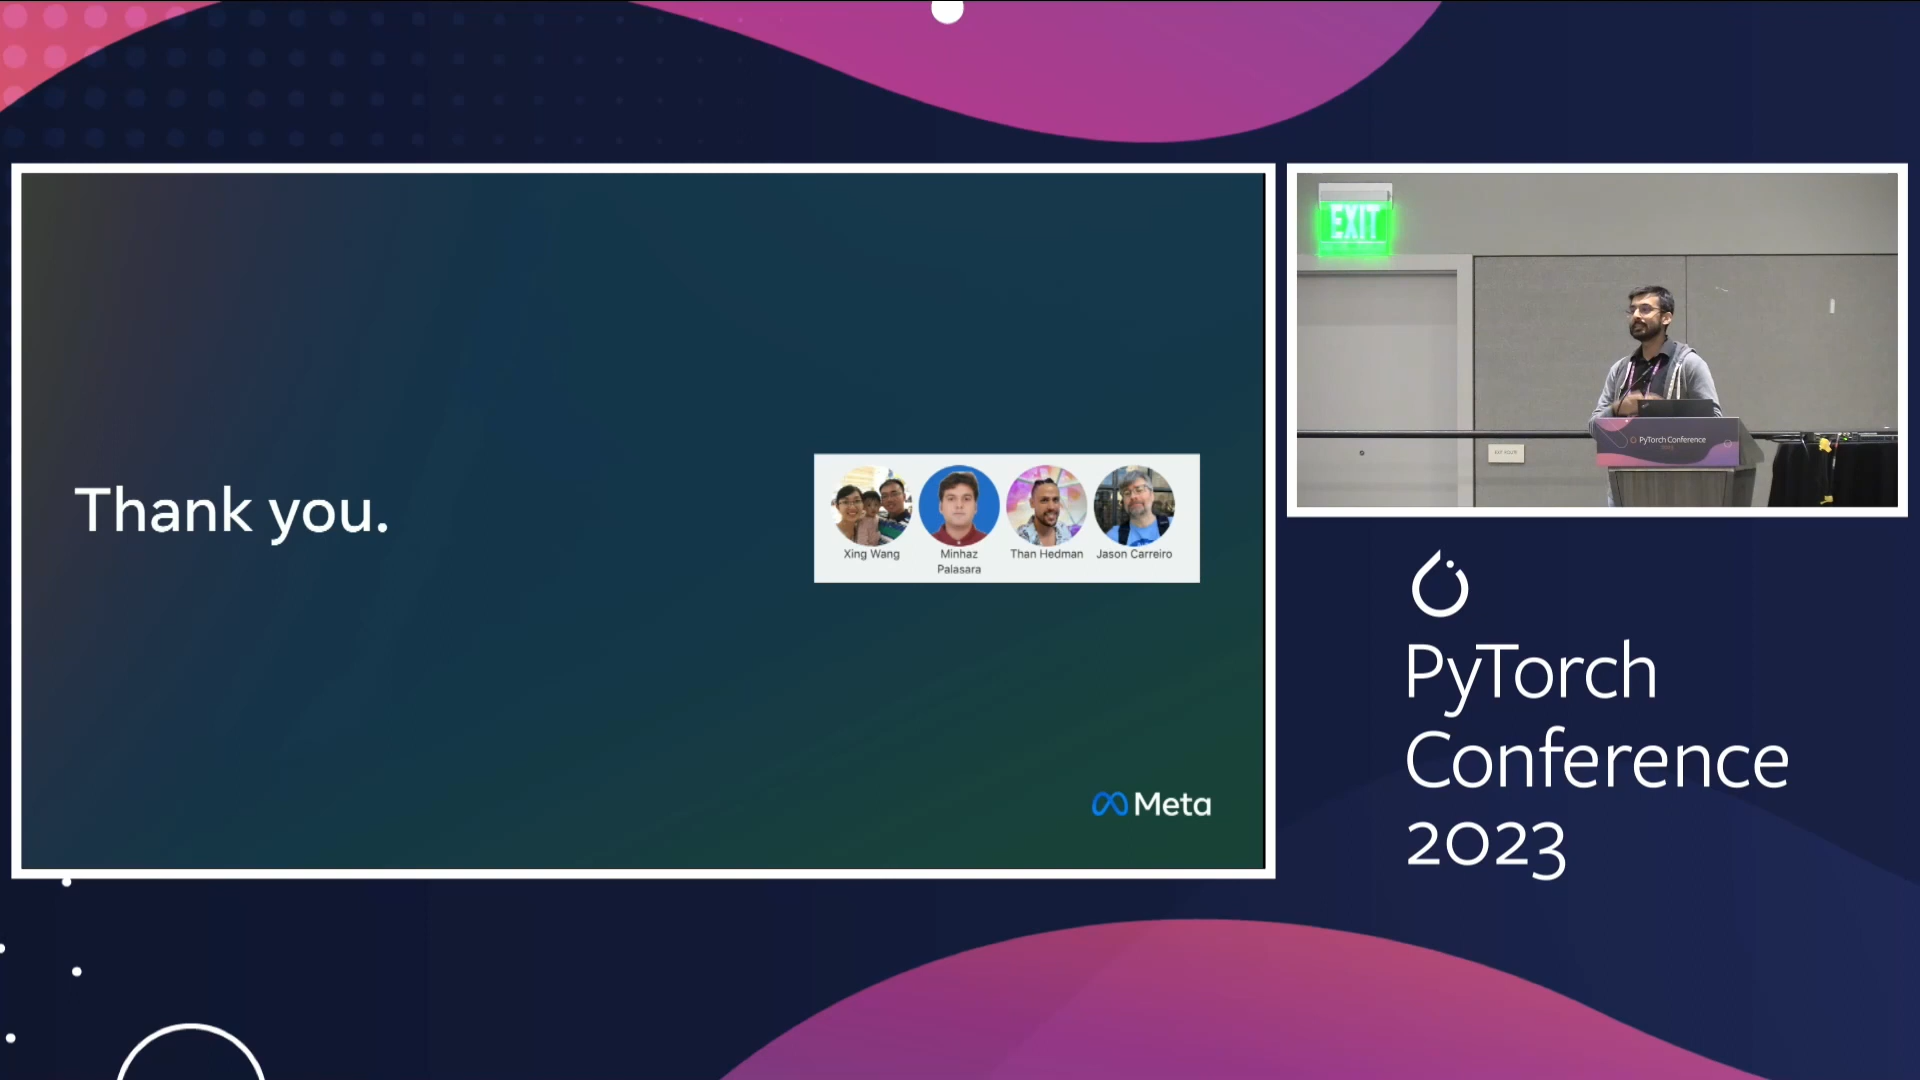 Thank you.
Xing Wang
Minhaz
Palasara
Than Hedman
Jason Carreiro
Meta
EXIT
PyTorch Conference
PyTorch
Conference
2023